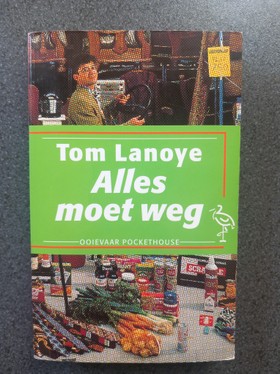 Tom Lanoye
Alles
moet weg
OOIEVAAR POCKETHOUSE